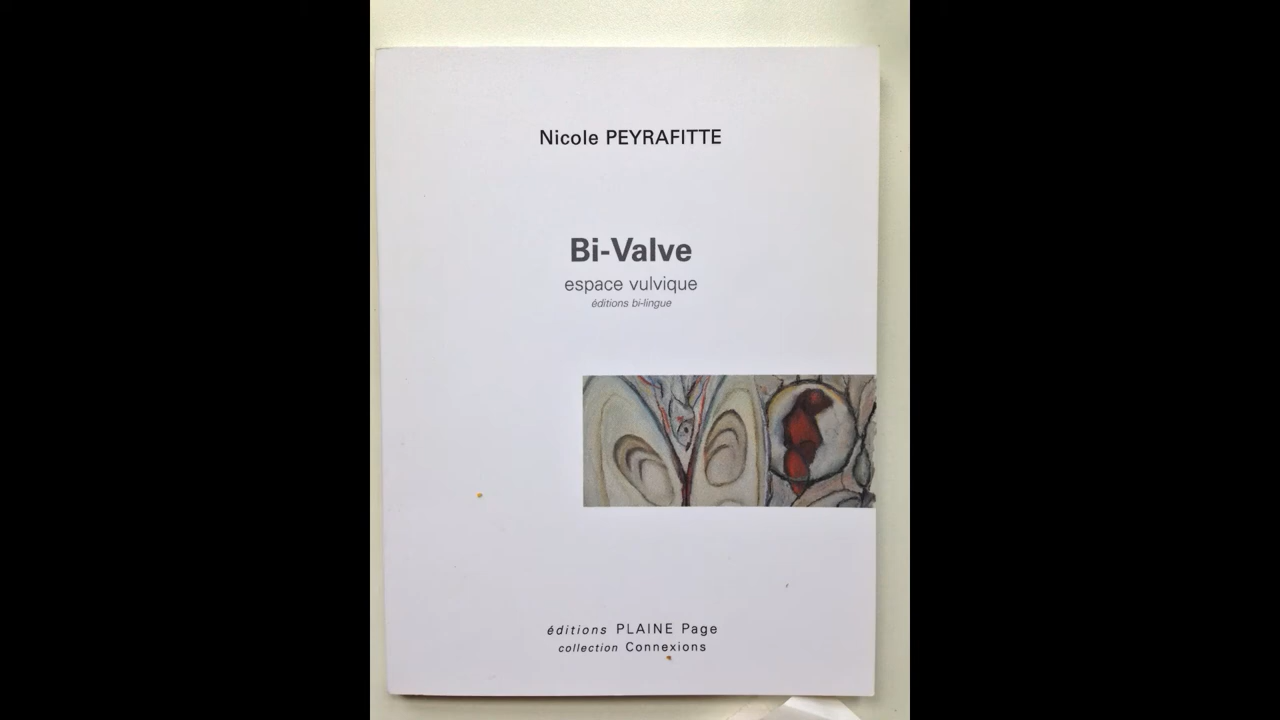 Nicole PEYRAFITTE
Bi-Valve
espace vulvique
éditions bi-lingue
éditions PLAINE Page
collection Connexions